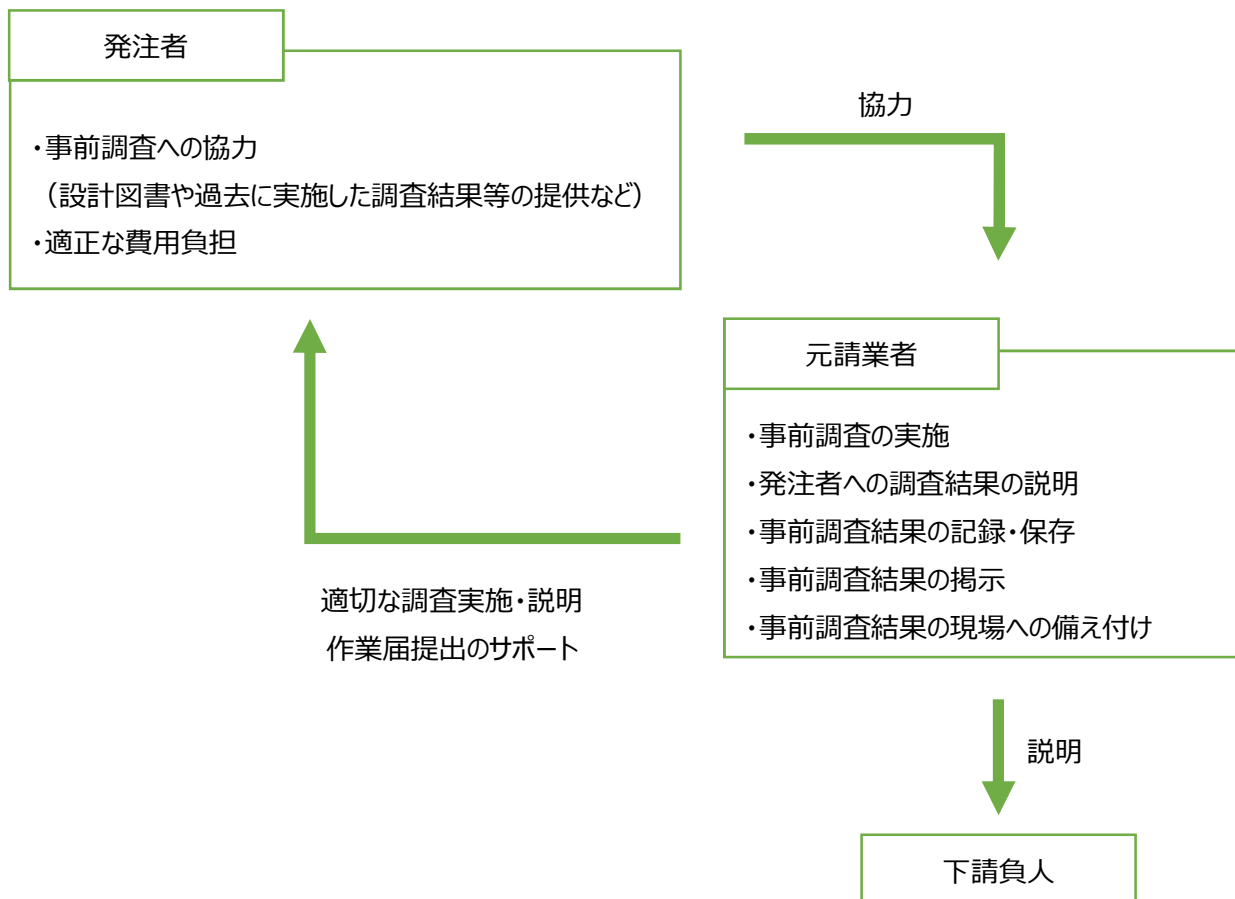 発注者
・事前調査への協力
（設計図書や過去に実施した調査結果等の提供など）
・適正な費用負担
協力
元請業者
・事前調査の実施
・発注者への調査結果の説明
・事前調査結果の記録・保存
・事前調査結果の掲示
・事前調査結果の現場への備え付け
適切な調査実施・説明
作業届提出のサポート
説明
下請負人